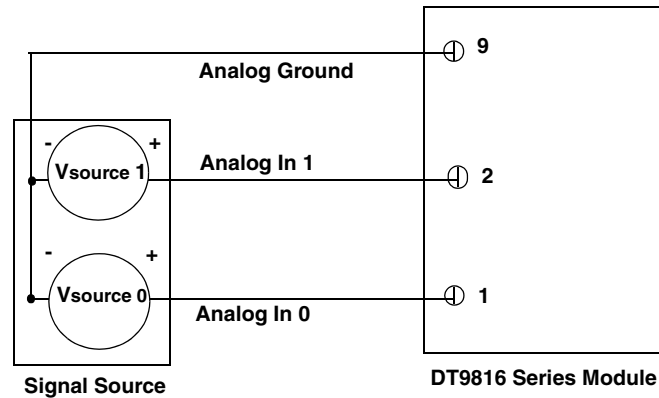 9
Analog Ground
- +
Vsource 1
Analog In 1
2
- +
Vsource 0
Analog In 0
1
Signal Source
DT9816 Series Module